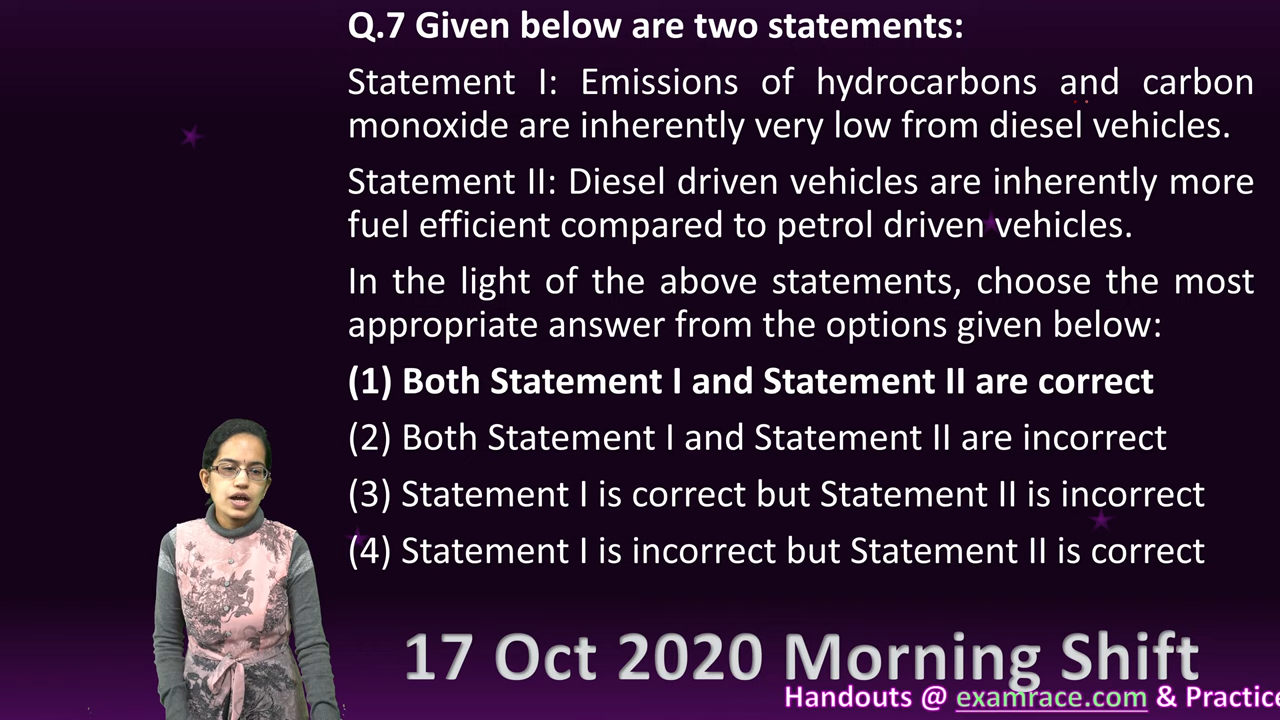 Q.7 Given below are two statements:
Statement I: Emissions of hydrocarbons and carbon
monoxide are inherently very low from diesel vehicles.
Statement II: Diesel driven vehicles are inherently more
fuel efficient compared to petrol driven vehicles.
In the light of the above statements, choose the most
appropriate answer from the options given below:
(1) Both Statement I and Statement II are correct
(2) Both Statement I and Statement II are incorrect
(3) Statement I is correct but Statement II is incorrect
(4) Statement I is incorrect but Statement II is correct
17 Oct 2020 Morning Shift
Handouts @ examrace.com & Practice